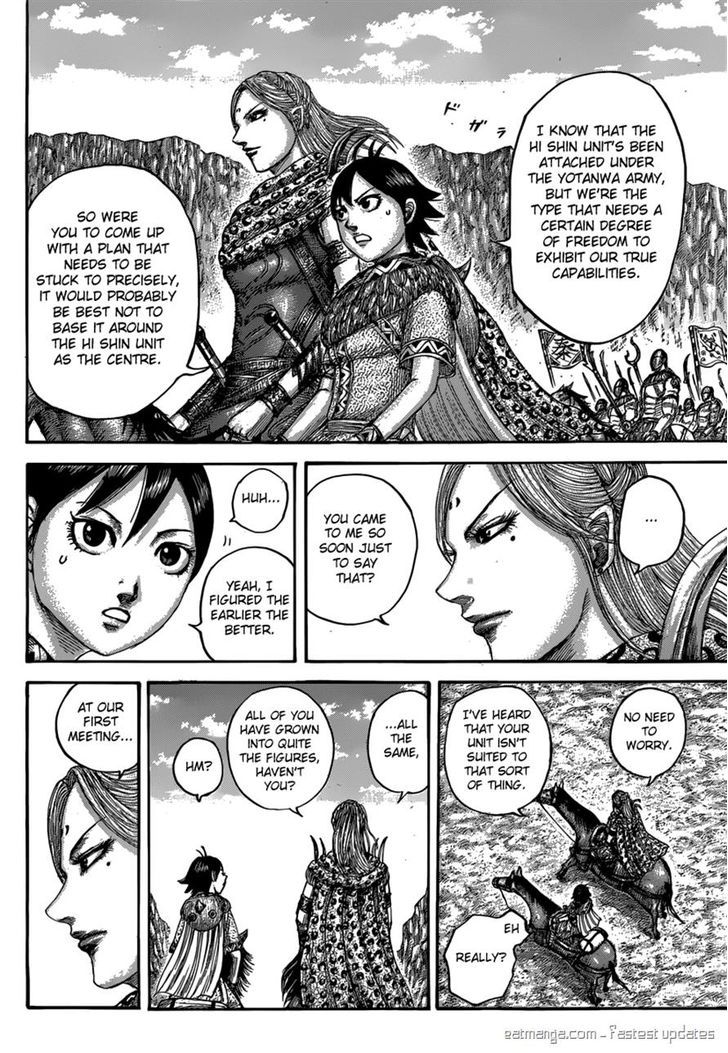 I KNOW THAT THE
HI SHIN UNIT'S BEEN
ATTACHED UNDER
THE YOTANWA ARMY,
BUT WE'RE THE
TYPE THAT NEEDS A
CERTAIN DEGREE
OF FREEDOM TO
EXHIBIT OUR TRUE
CAPABILITIES.
ドガラ
SO WERE
YOU TO COME UP
WITH A PLAN THAT
NEEDS TO BE
STUCK TO PRECISELY,
IT WOULD PROBABLY
BE BEST NOT TO
BASE IT AROUND
THE HI SHIN UNIT
AS THE CENTRE.
秦
...
YOU CAME
TO ME SO
SOON JUST
TO SAY
THAT?
HUH...
YEAH, I
FIGURED THE
EARLIER THE
BETTER.
NO NEED
TO
WORRY.
I'VE HEARD
THAT YOUR
UNIT ISN'T
SUITED TO
THAT SORT
OF THING.
EH
REALLY?
...ALL
THE
SAME,
ALL OF YOU
HAVE GROWN
INTO QUITE
THE FIGURES,
HAVEN'T
YOU?
HM?
AT OUR
FIRST
MEETING...
eatmanga.com - Fastest updates